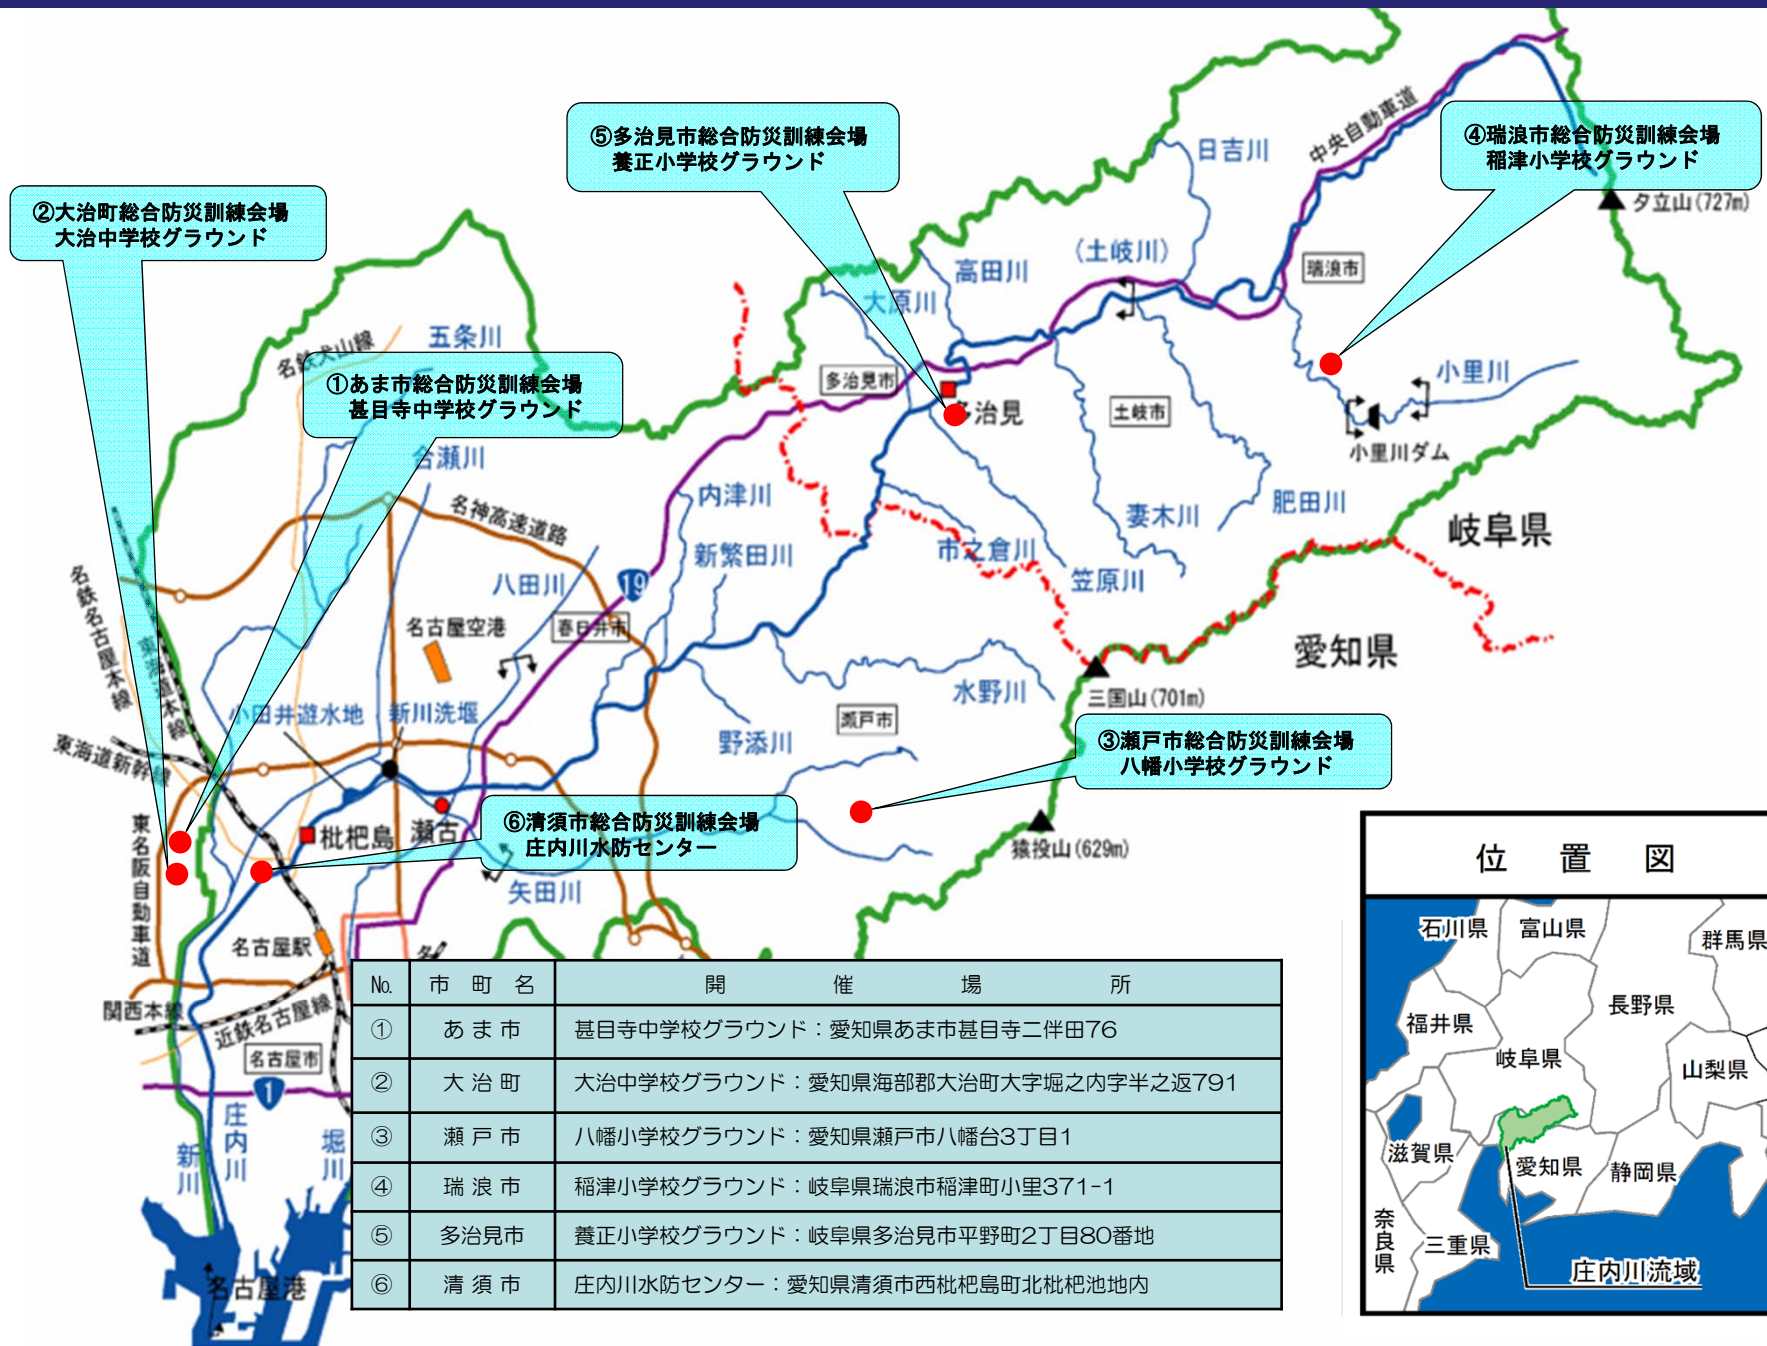 ⑤多治見市総合防災訓練会場
養正小学校グラウンド
④瑞浪市総合防災訓練会場
稲津小学校グラウンド
②大治町総合防災訓練会場
大治中学校グラウンド
①あま市総合防災訓練会場
甚目寺中学校グラウンド
③瀬戸市総合防災訓練会場
八幡小学校グラウンド
⑥清須市総合防災訓練会場
庄内川水防センター
中央自動車道
日吉川
夕立山(727m)
(土岐川)
高田川
大原川
瑞浪市
名鉄犬山線
五条川
多治見市
多治見
土岐市
小里川
小里川ダム
合瀬川
内津川
名神高速道路
妻木川
肥田川
岐阜県
新繁田川
市之倉川
笠原川
八田川
19
春日井市
名古屋空港
名鉄名古屋本線
東海道本線
愛知県
三国山(701m)
水野川
瀬戸市
野添川
小田井遊水地
新川洗堰
東海道新幹線
東名阪自動車道
枇杷島
瀬古
猿投山(629m)
矢田川
名古屋駅
関西本線
近鉄名古屋線
名古屋市
1
庄内川
新川
堀川
名古屋港
No. 市町名 開催場所
① あま市 甚目寺中学校グラウンド：愛知県あま市甚目寺二伴田76
② 大治町 大治中学校グラウンド：愛知県海部郡大治町大字堀之内字半之返791
③ 瀬戸市 八幡小学校グラウンド：愛知県瀬戸市八幡台3丁目1
④ 瑞浪市 稲津小学校グラウンド：岐阜県瑞浪市稲津町小里371-1
⑤ 多治見市 養正小学校グラウンド：岐阜県多治見市平野町2丁目80番地
⑥ 清須市 庄内川水防センター：愛知県清須市西枇杷島町北枇杷池地内
位置図
石川県
富山県
群馬県
長野県
福井県
岐阜県
山梨県
滋賀県
愛知県
静岡県
奈良県
三重県
庄内川流域